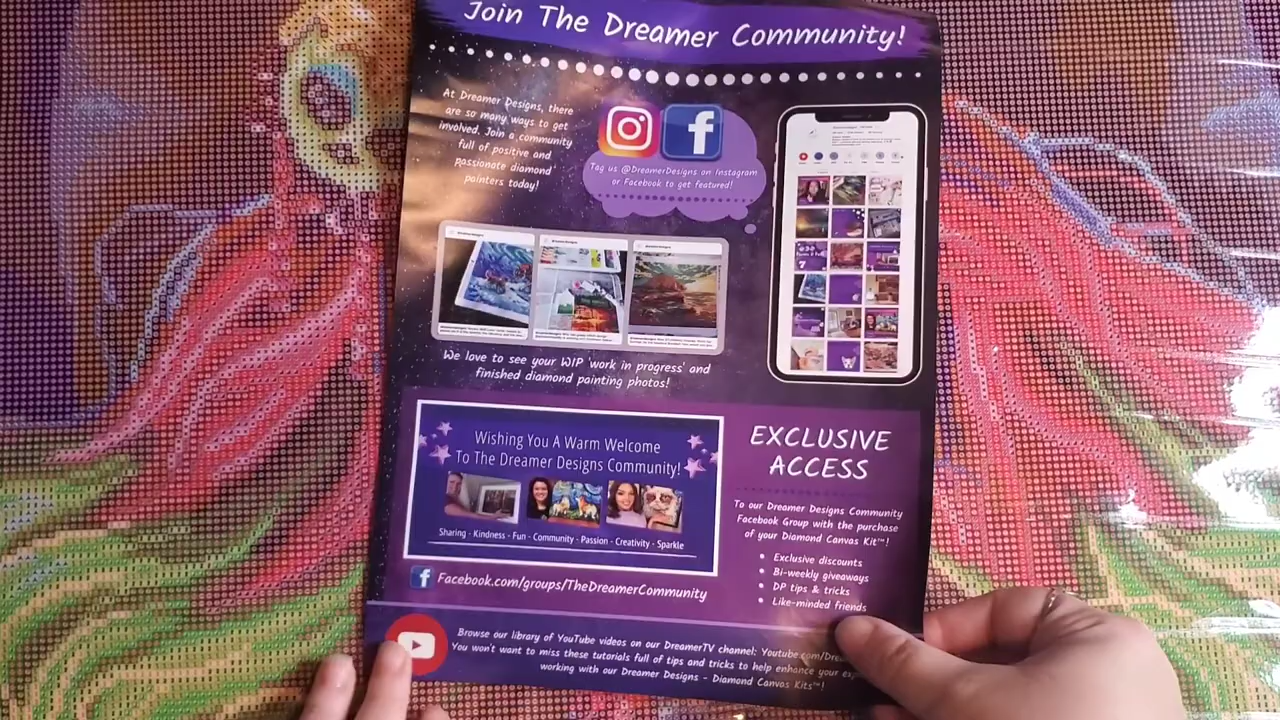 Join The Dreamer Community!
At Dreamer Designs, there
are so many ways to get
involved. Join a community
full of positive and
passionate diamond
painters today!
Tag us @DreamerDesigns on Instagram
or Facebook to get featured!
We love to see your WIP 'work in progress' and
finished diamond painting photos!
Wishing You A Warm Welcome
To The Dreamer Designs Community!
Sharing - Kindness - Fun - Community - Passion - Creativity - Sparkle
Facebook.com/groups/TheDreamerCommunity
EXCLUSIVE
ACCESS
To our Dreamer Designs Community
Facebook Group with the purchase
of your Diamond Canvas Kit™!
• Exclusive discounts
• Bi-weekly giveaways
• DP tips & tricks
• Like-minded friends
Browse our library of YouTube videos on our DreamerTV channel: Youtube.com/Dre
You won't want to miss these tutorials full of tips and tricks to help enhance your
working with our Dreamer Designs - Diamond Canvas Kits™!